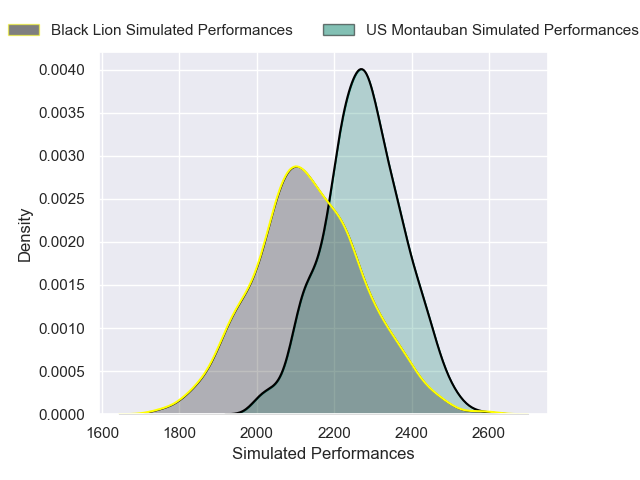 Black Lion Simulated Performances US Montauban Simulated Performances
0.0040
0.0035
0.0030
0.0025
0.0020
0.0015
0.0010
0.0005
0.0000
Density
1600 1800 2000 2200 2400 2600
Simulated Performances